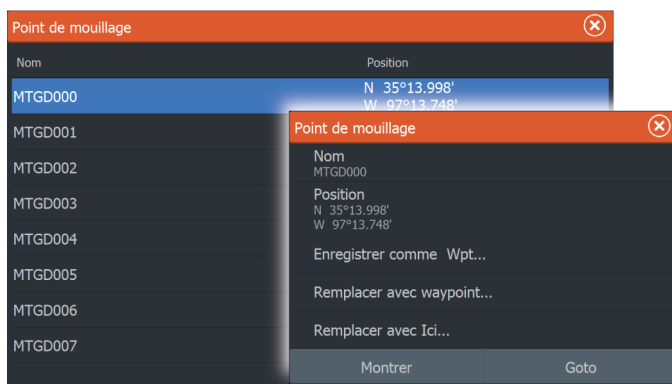 Point de mouillage
Nom Position
MTGD000 N 35°13.998'
W 97°13.748'
MTGD001
MTGD002
MTGD003
MTGD004
MTGD005
MTGD006
MTGD007
Point de mouillage
Nom
MTGD000
Position
N 35°13.998'
W 97°13.748'
Enregistrer comme Wpt...
Remplacer avec waypoint...
Remplacer avec Ici...
Montrer Goto